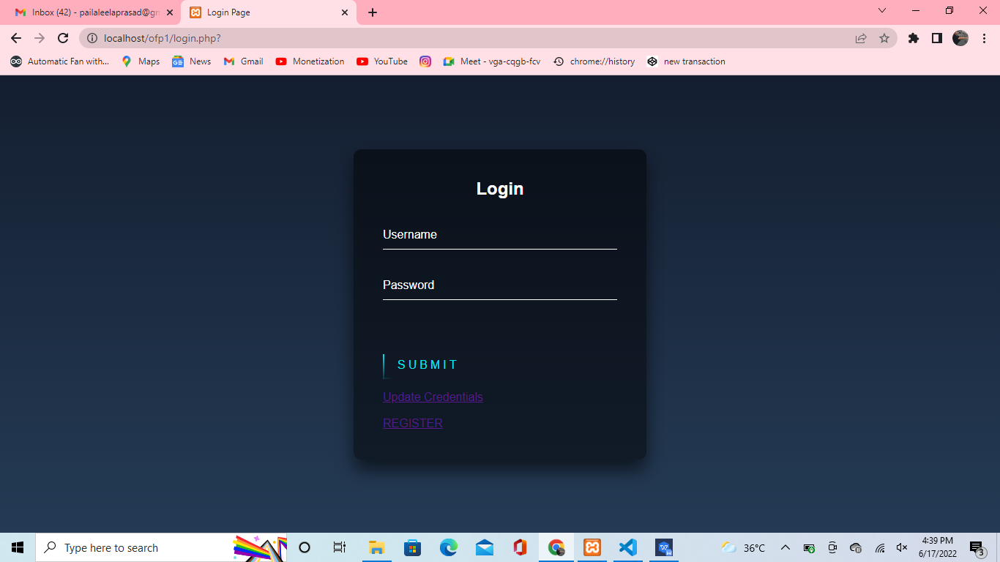 Inbox (42) - pailaleelaprasad@gm
Login Page
localhost/ofp1/login.php?
Automatic Fan with...
Maps
News
Gmail
Monetization
YouTube
Meet - vga-cqgb-fcv
chrome://history
new transaction
Login
Username
Password
SUBMIT
Update Credentials
REGISTER
Type here to search
36°C
4:39 PM
6/17/2022
3